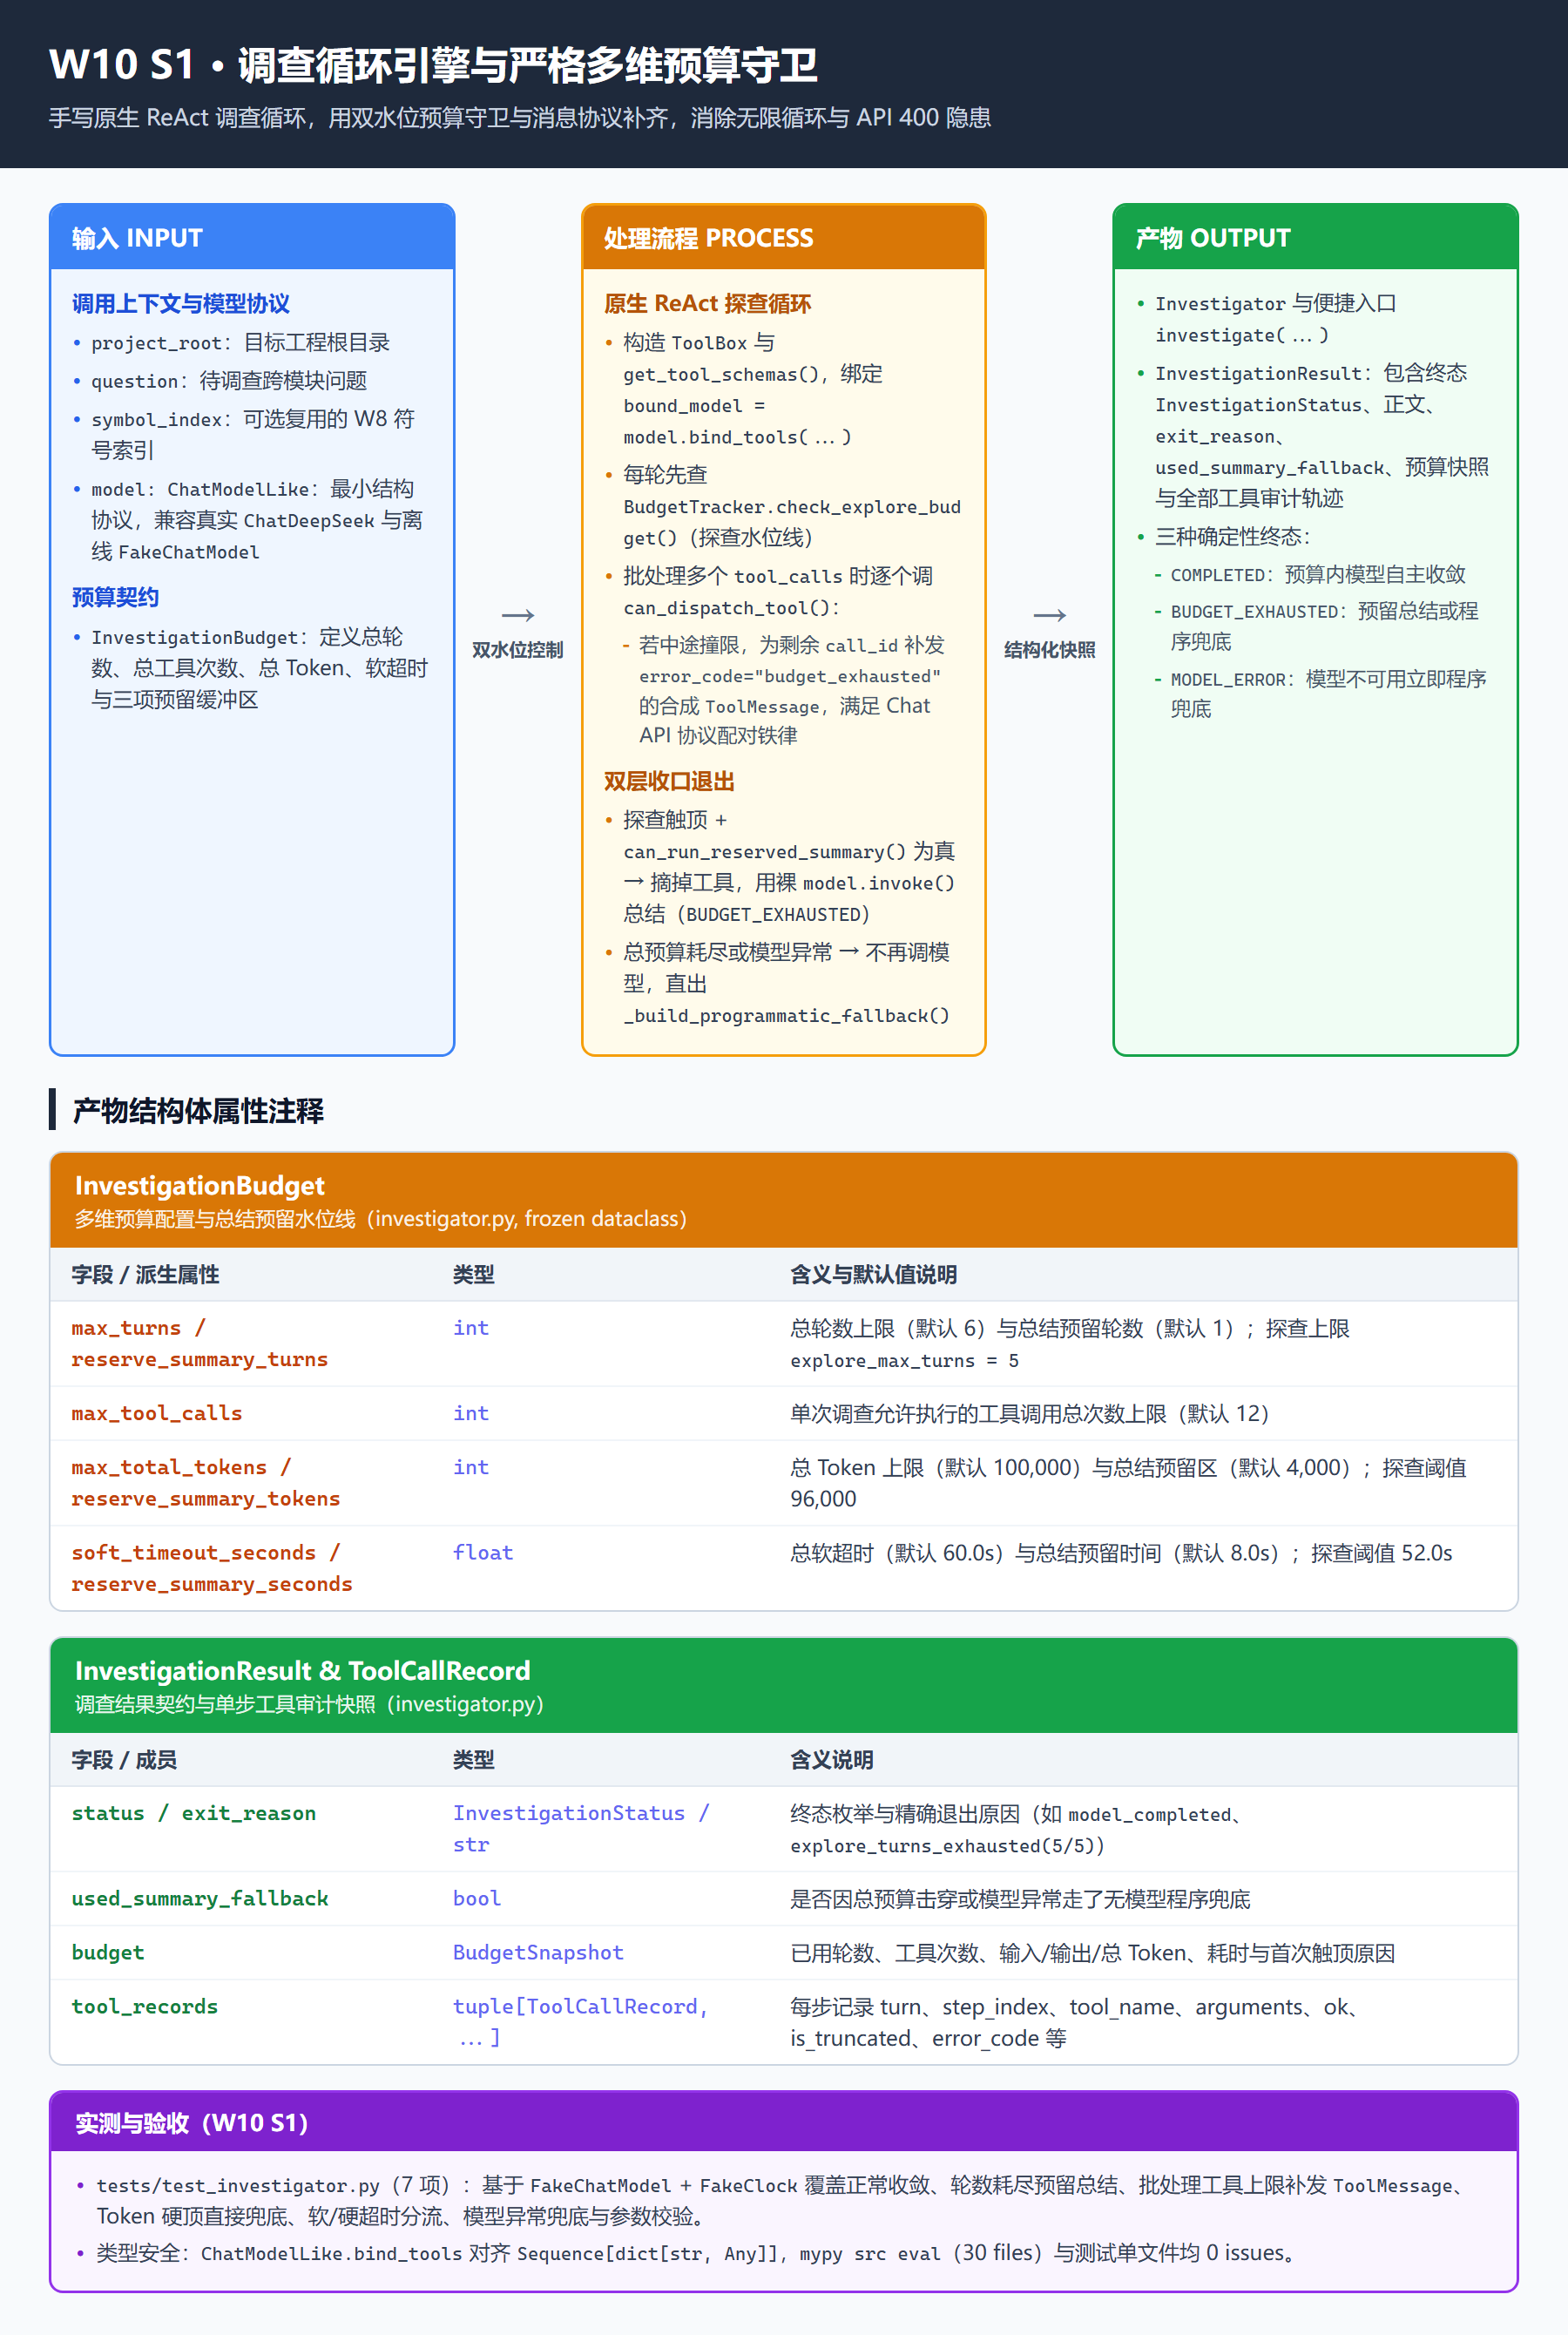 W10 S1 • 调查循环引擎与严格多维预算守卫
手写原生 ReAct 调查循环，用双水位预算守卫与消息协议补齐，消除无限循环与 API 400 隐患
输入 INPUT
调用上下文与模型协议
• project_root：目标工程根目录
• question：待调查跨模块问题
• symbol_index：可选复用的 W8 符
号索引
• model: ChatModelLike：最小结构
协议，兼容真实 ChatDeepSeek 与离
线 FakeChatModel
预算契约
• InvestigationBudget：定义总轮
数、总工具次数、总 Token、软超时
与三项预留缓冲区
→
双水位控制
处理流程 PROCESS
原生 ReAct 探查循环
• 构造 ToolBox 与
get_tool_schemas()，绑定
bound_model =
model.bind_tools(...)
• 每轮先查
BudgetTracker.check_explore_bud
get()（探查水位线）
• 批处理多个 tool_calls 时逐个调
can_dispatch_tool()：
- 若中途撞限，为剩余 call_id 补发
error_code="budget_exhausted"
的合成 ToolMessage，满足 Chat
API 协议配对铁律
双层收口退出
• 探查触顶 +
can_run_reserved_summary() 为真
→ 摘掉工具，用裸 model.invoke()
总结（BUDGET_EXHAUSTED）
• 总预算耗尽或模型异常 → 不再调模
型，直出
_build_programmatic_fallback()
→
结构化快照
产物 OUTPUT
• Investigator 与便捷入口
investigate(...)
• InvestigationResult：包含终态
InvestigationStatus、正文、
exit_reason、
used_summary_fallback、预算快照
与全部工具审计轨迹
• 三种确定性终态：
- COMPLETED：预算内模型自主收敛
- BUDGET_EXHAUSTED：预留总结或程
序兜底
- MODEL_ERROR：模型不可用立即程序
兜底
产物结构体属性注释
InvestigationBudget
多维预算配置与总结预留水位线（investigator.py, frozen dataclass）
字段 / 派生属性 类型 含义与默认值说明
max_turns / int 总轮数上限（默认 6）与总结预留轮数（默认 1）；探查上限
reserve_summary_turns explore_max_turns = 5
max_tool_calls int 单次调查允许执行的工具调用总次数上限（默认 12）
max_total_tokens / int 总 Token 上限（默认 100,000）与总结预留区（默认 4,000）；探查阈值
reserve_summary_tokens 96,000
soft_timeout_seconds / float 总软超时（默认 60.0s）与总结预留时间（默认 8.0s）；探查阈值 52.0s
reserve_summary_seconds
InvestigationResult & ToolCallRecord
调查结果契约与单步工具审计快照（investigator.py）
字段 / 成员 类型 含义说明
status / exit_reason InvestigationStatus / 终态枚举与精确退出原因（如 model_completed、
str explore_turns_exhausted(5/5)）
used_summary_fallback bool 是否因总预算击穿或模型异常走了无模型程序兜底
budget BudgetSnapshot 已用轮数、工具次数、输入/输出/总 Token、耗时与首次触顶原因
tool_records tuple[ToolCallRecord, 每步记录 turn、step_index、tool_name、arguments、ok、
...] is_truncated、error_code 等
实测与验收（W10 S1）
• tests/test_investigator.py（7 项）：基于 FakeChatModel + FakeClock 覆盖正常收敛、轮数耗尽预留总结、批处理工具上限补发 ToolMessage、
Token 硬顶直接兜底、软/硬超时分流、模型异常兜底与参数校验。
• 类型安全：ChatModelLike.bind_tools 对齐 Sequence[dict[str, Any]]，mypy src eval（30 files）与测试单文件均 0 issues。